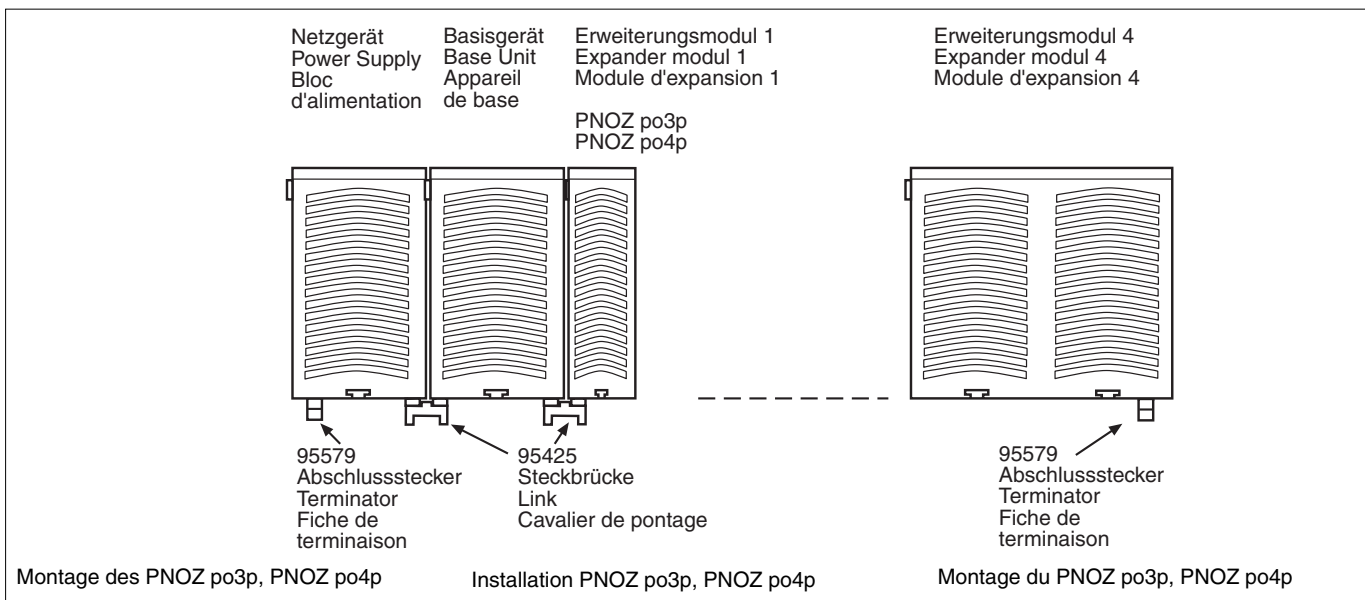 Netzgerät
Power Supply
Bloc
d'alimentation
Basisgerät
Base Unit
Appareil
de base
Erweiterungsmodul 1
Expander modul 1
Module d'expansion 1
PNOZ po3p
PNOZ po4p
Erweiterungsmodul 4
Expander modul 4
Module d'expansion 4
95579
Abschlussstecker
Terminator
Fiche de
terminaison
95425
Steckbrücke
Link
Cavalier de pontage
95579
Abschlussstecker
Terminator
Fiche de
terminaison
Montage des PNOZ po3p, PNOZ po4p
Installation PNOZ po3p, PNOZ po4p
Montage du PNOZ po3p, PNOZ po4p